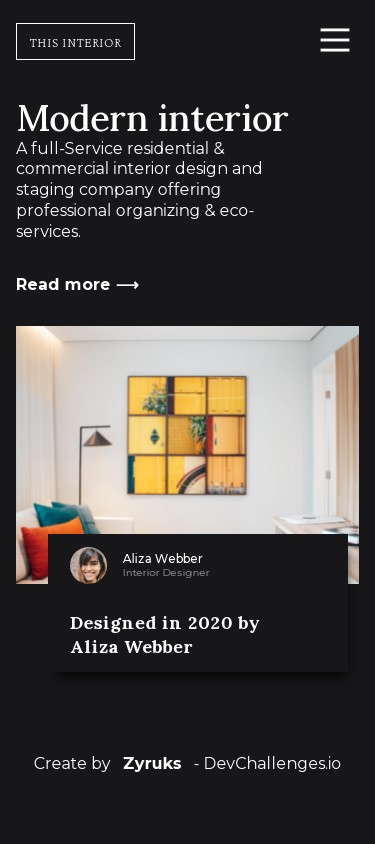 THIS INTERIOR
Modern interior
A full-Service residential &
commercial interior design and
staging company offering
professional organizing & eco-
services.
Read more ⟶
Aliza Webber
Interior Designer
Designed in 2020 by
Aliza Webber
Create by Zyruks - DevChallenges.io